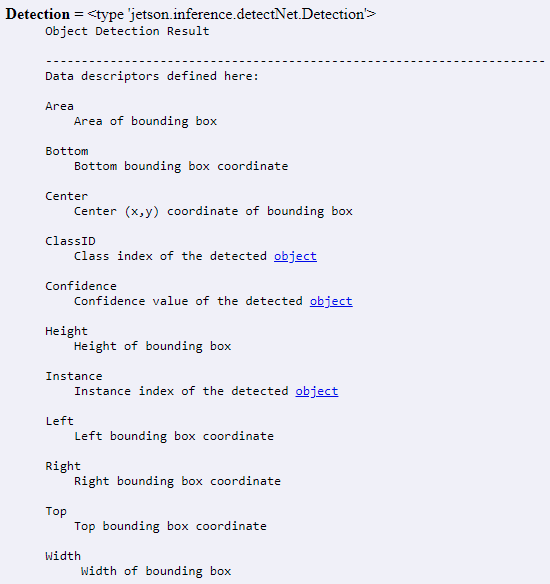 Detection = <type 'jetson.inference.detectNet.Detection'>
Object Detection Result
----------------------------------------------------------------------
Data descriptors defined here:
Area
Area of bounding box
Bottom
Bottom bounding box coordinate
Center
Center (x,y) coordinate of bounding box
ClassID
Class index of the detected object
Confidence
Confidence value of the detected object
Height
Height of bounding box
Instance
Instance index of the detected object
Left
Left bounding box coordinate
Right
Right bounding box coordinate
Top
Top bounding box coordinate
Width
Width of bounding box